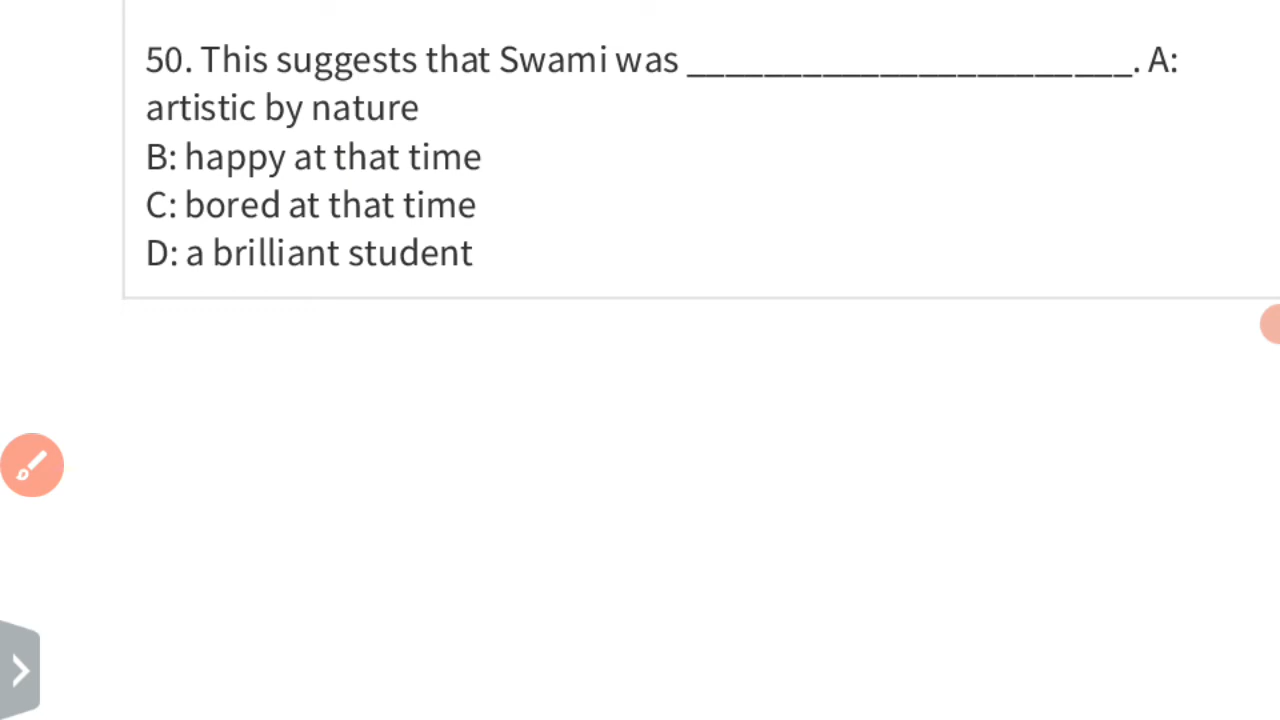 50. This suggests that Swami was _______________________. A:
artistic by nature
B: happy at that time
C: bored at that time
D: a brilliant student